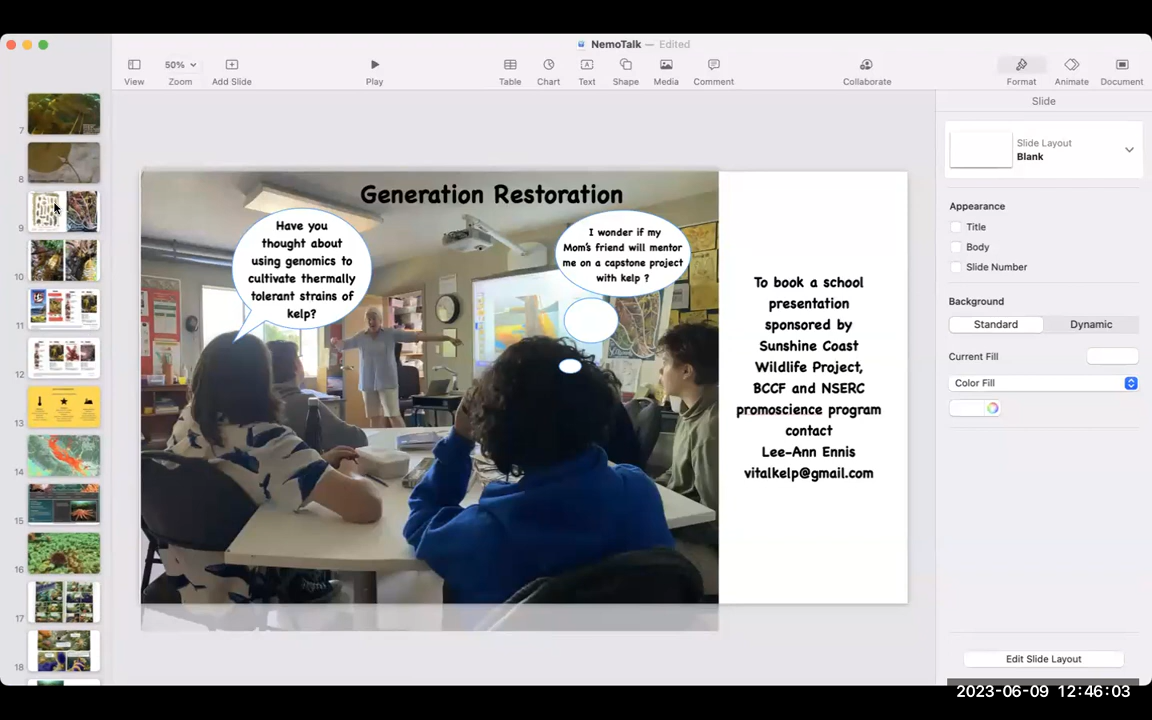 NemoTalk — Edited
View
50%
Zoom
Add Slide
Play
Table
Chart
Text
Shape
Media
Comment
Collaborate
Format
Animate
Document
Slide
Slide Layout
Blank
Appearance
Title
Body
Slide Number
Background
Standard
Dynamic
Current Fill
Color Fill
Edit Slide Layout
7
8
9
10
11
12
13
14
15
16
17
18
Generation Restoration
Have you
thought about
using genomics to
cultivate thermally
tolerant strains of
kelp?
I wonder if my
Mom's friend will mentor
me on a capstone project
with kelp ?
To book a school
presentation
sponsored by
Sunshine Coast
Wildlife Project,
BCCF and NSERC
promoscience program
contact
Lee-Ann Ennis
vitalkelp@gmail.com
2023-06-09 12:46:03